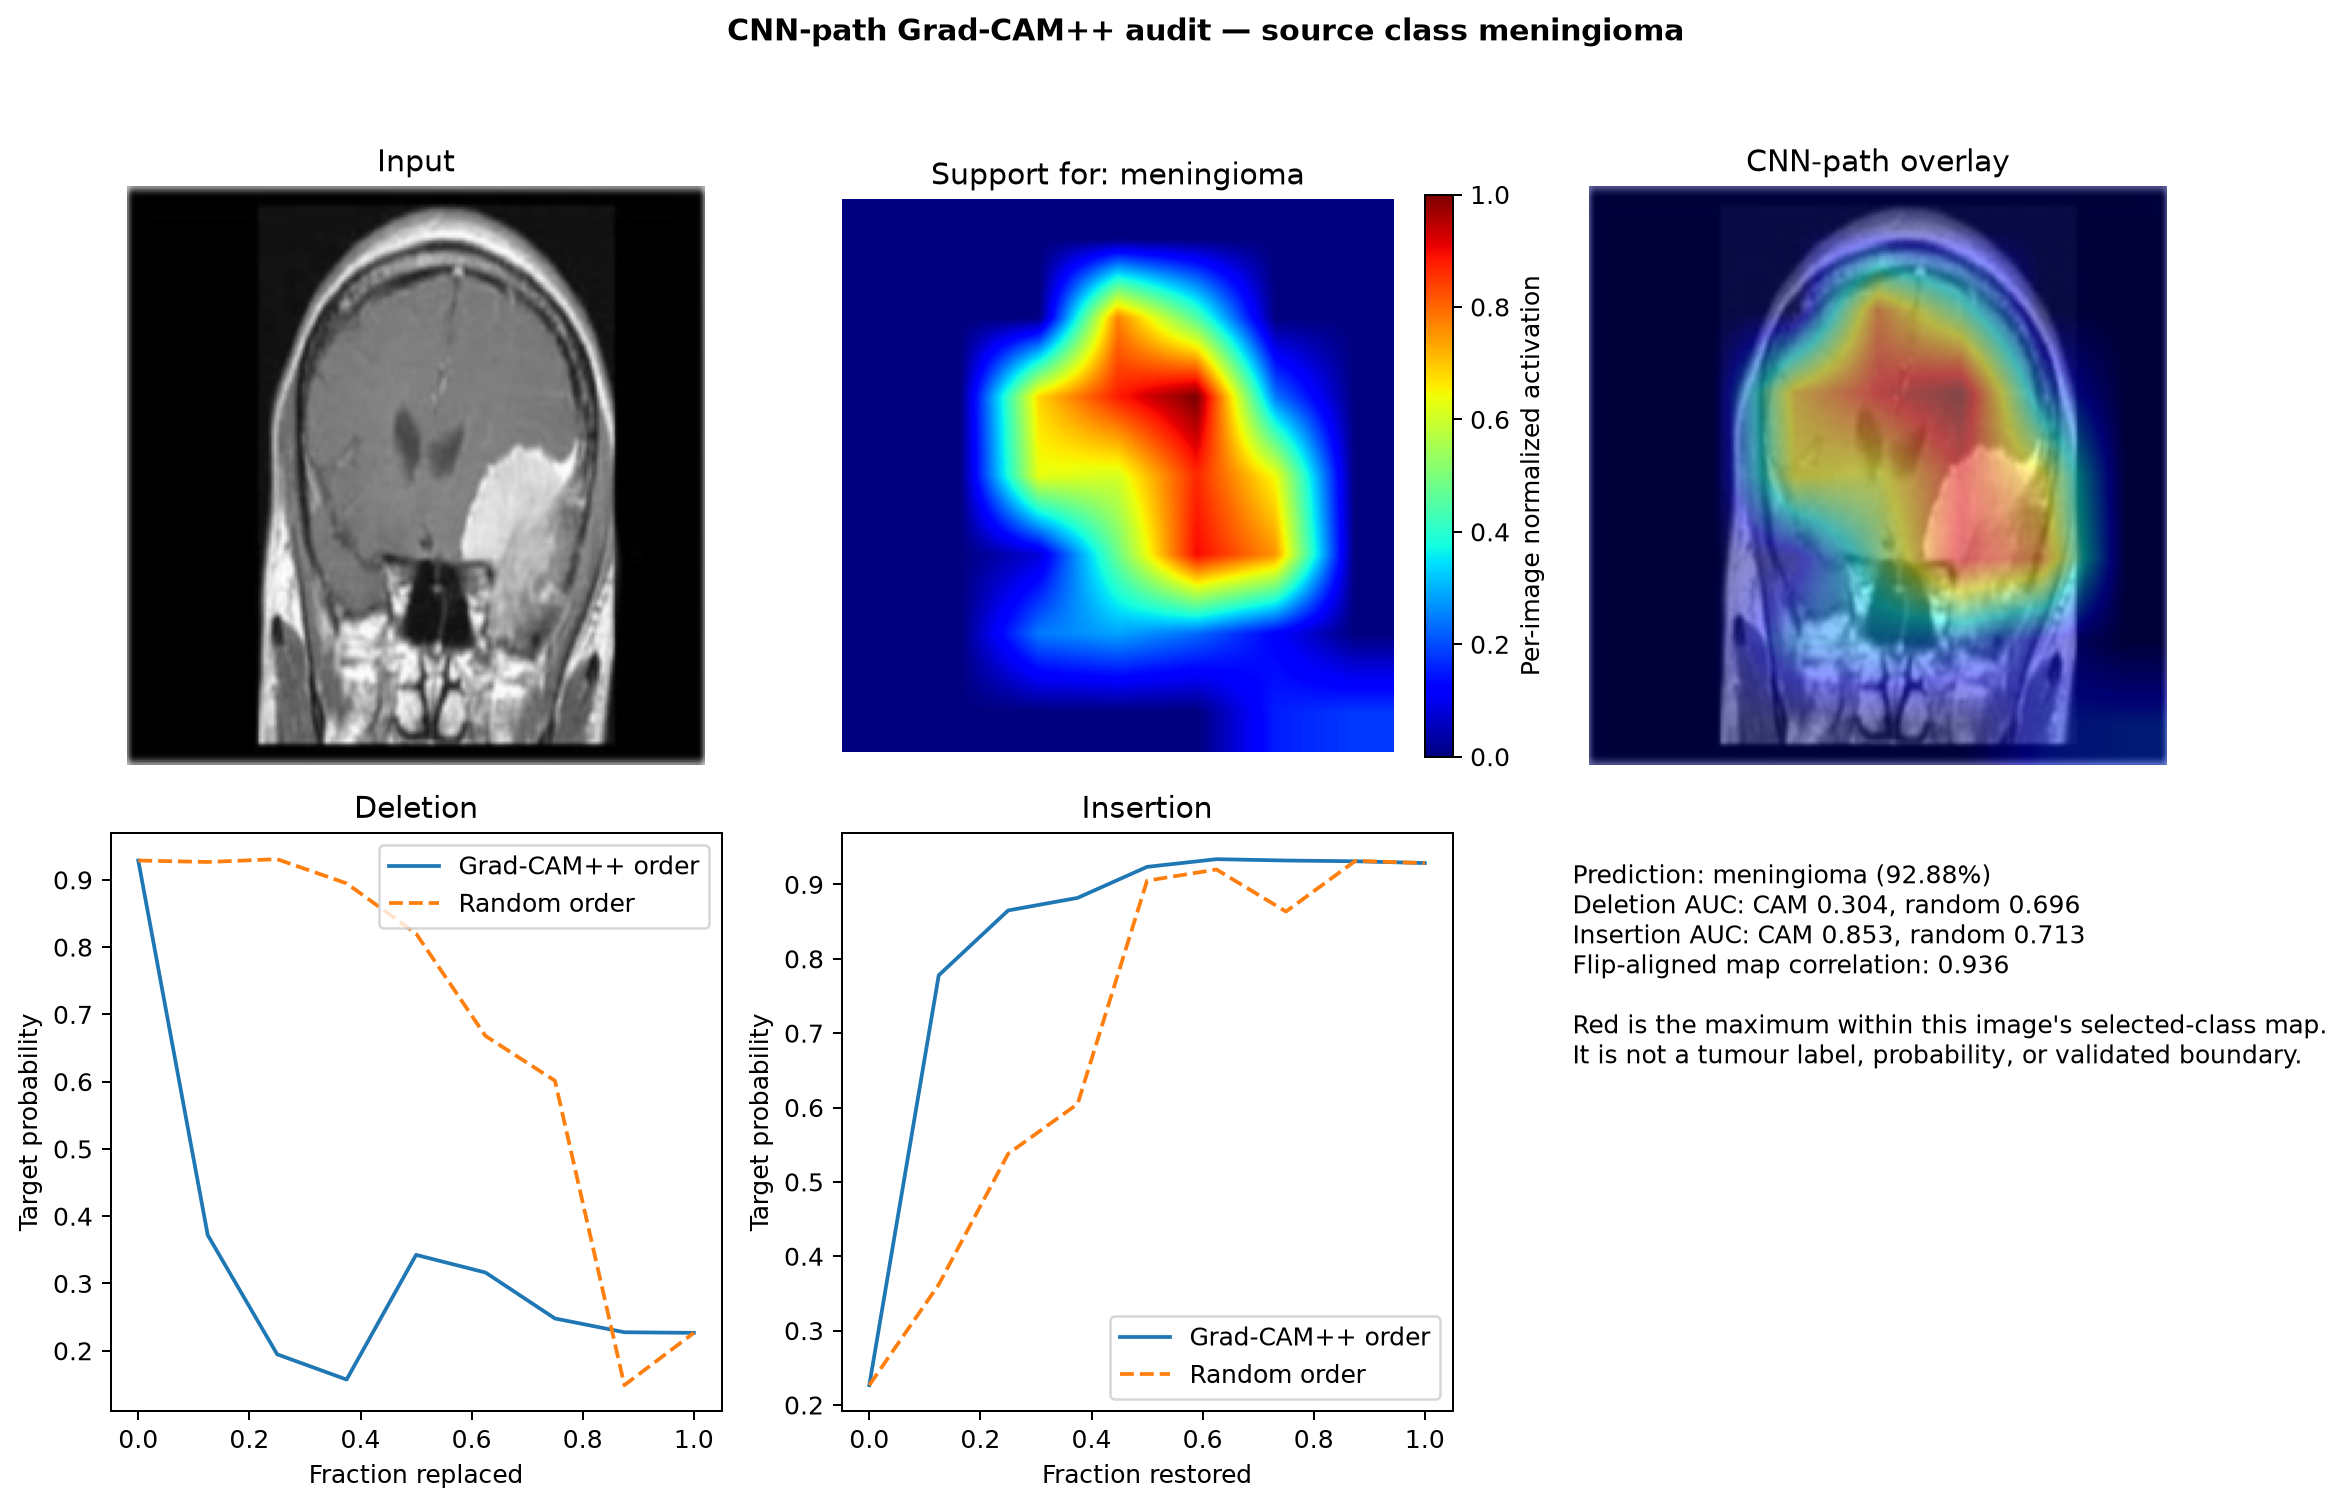 CNN-path Grad-CAM++ audit — source class meningioma
Input
Support for: meningioma
CNN-path overlay
1.0
0.8
0.6
0.4
0.2
0.0
Per-image normalized activation
Deletion
Insertion
Target probability
0.9
0.8
0.7
0.6
0.5
0.4
0.3
0.2
Grad-CAM++ order
Random order
0.0 0.2 0.4 0.6 0.8 1.0
Fraction replaced
Target probability
0.9
0.8
0.7
0.6
0.5
0.4
0.3
0.2
Grad-CAM++ order
Random order
0.0 0.2 0.4 0.6 0.8 1.0
Fraction restored
Prediction: meningioma (92.88%)
Deletion AUC: CAM 0.304, random 0.696
Insertion AUC: CAM 0.853, random 0.713
Flip-aligned map correlation: 0.936
Red is the maximum within this image's selected-class map.
It is not a tumour label, probability, or validated boundary.